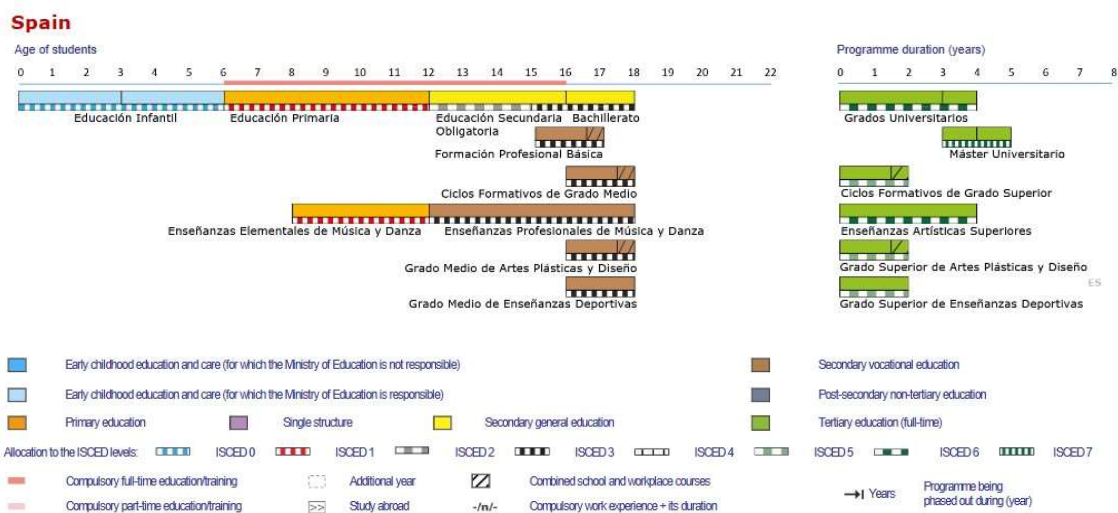 Spain
Age of students
Programme duration (years)
0 1 2 3 4 5 6 7 8 9 10 11 12 13 14 15 16 17 18 19 20 21 22
0 1 2 3 4 5 6 7 8
Educación Infantil
Educación Primaria
Educación Secundaria
Obligatoria
Bachillerato
Grados Universitarios
Formación Profesional Básica
Máster Universitario
Ciclos Formativos de Grado Medio
Ciclos Formativos de Grado Superior
Enseñanzas Elementales de Música y Danza
Enseñanzas Profesionales de Música y Danza
Enseñanzas Artísticas Superiores
Grado Medio de Artes Plásticas y Diseño
Grado Superior de Artes Plásticas y Diseño
ES
Grado Medio de Enseñanzas Deportivas
Grado Superior de Enseñanzas Deportivas
Early childhood education and care (for which the Ministry of Education is not responsible)
Secondary vocational education
Early childhood education and care (for which the Ministry of Education is responsible)
Post-secondary non-tertiary education
Primary education
Single structure
Secondary general education
Tertiary education (full-time)
Allocation to the ISCED levels: ISCED 0 ISCED 1 ISCED 2 ISCED 3 ISCED 4 ISCED 5 ISCED 6 ISCED 7
Compulsory full-time education/training
Additional year
Combined school and workplace courses
Years
Programme being
phased out during (year)
Compulsory part-time education/training
>> Study abroad
-/n/- Compulsory work experience + its duration